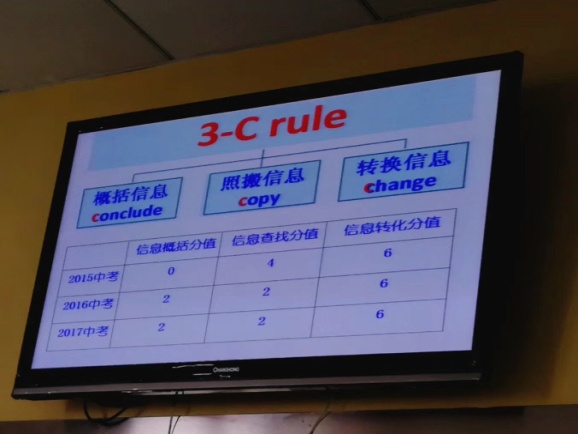 3-C rule
概括信息
conclude
照搬信息
copy
转换信息
change
信息概括分值 信息查找分值 信息转化分值
2015中考 0 4 6
2016中考 2 2 6
2017中考 2 2 6
CHANGHONG